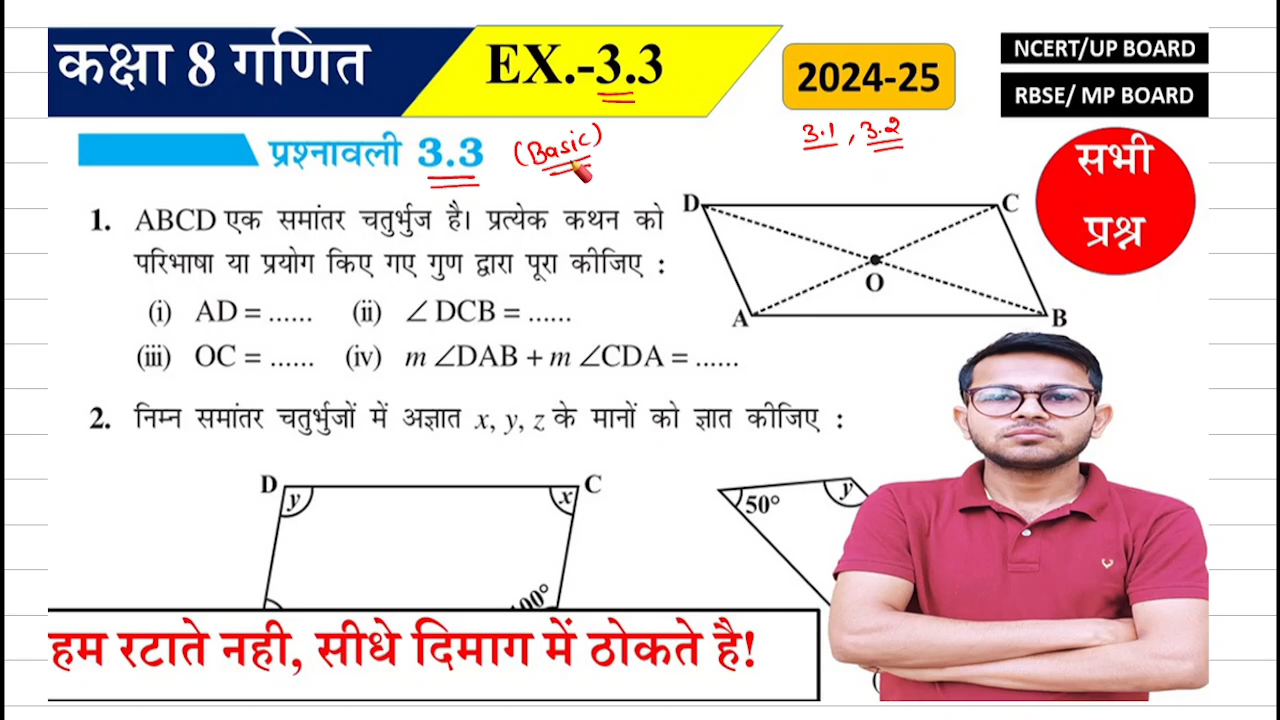 कक्षा 8 गणित
EX.-3.3
2024-25
NCERT/UP BOARD
RBSE/ MP BOARD
3.1 , 3.2
प्रश्नावली 3.3 (Basic)
सभी
प्रश्न
1. ABCD एक समांतर चतुर्भुज है। प्रत्येक कथन को
परिभाषा या प्रयोग किए गए गुण द्वारा पूरा कीजिए :
(i) AD = ...... (ii) ∠ DCB = ......
(iii) OC = ...... (iv) m ∠DAB + m ∠CDA = ......
D C
O
A B
2. निम्न समांतर चतुर्भुजों में अज्ञात x, y, z के मानों को ज्ञात कीजिए :
D C
y x
50° y
100°
हम रटाते नही, सीधे दिमाग में ठोकते है!